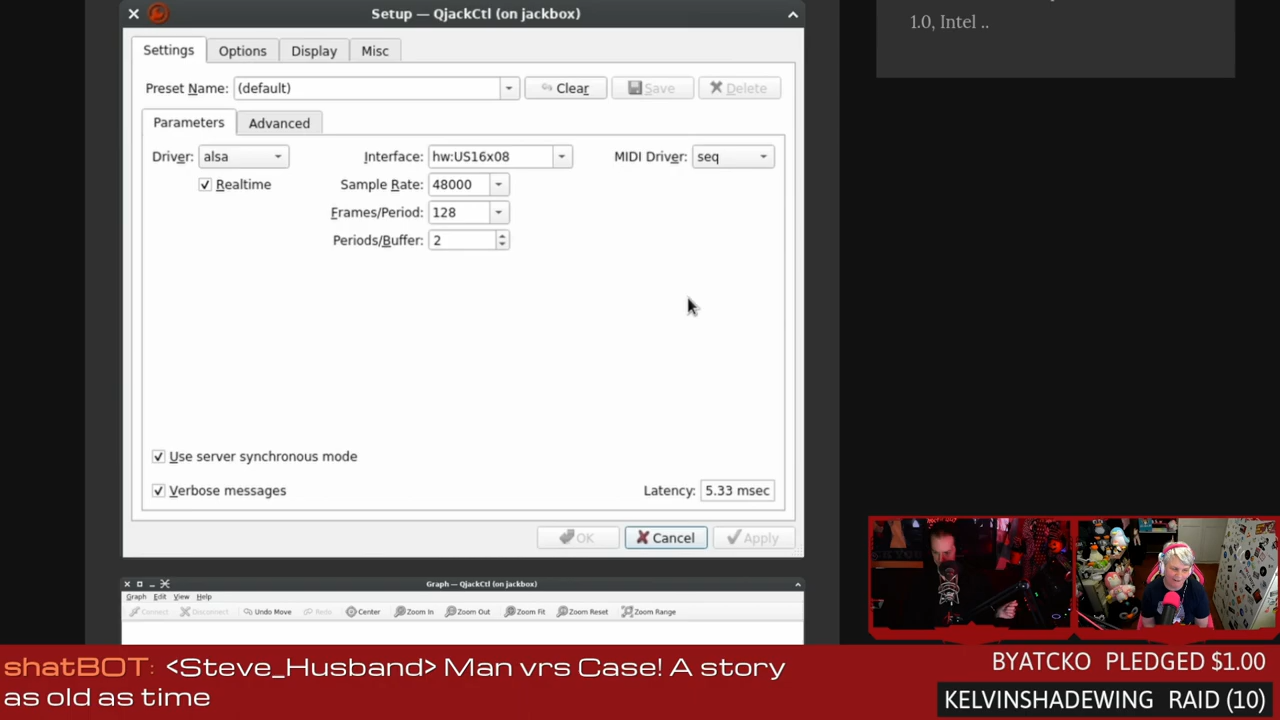 1.0, Intel ..
Setup — QjackCtl (on jackbox)
Settings
Options
Display
Misc
Preset Name: (default)
Clear
Save
Delete
Parameters
Advanced
Driver: alsa
Interface: hw:US16x08
MIDI Driver: seq
Realtime
Sample Rate: 48000
Frames/Period: 128
Periods/Buffer: 2
Use server synchronous mode
Verbose messages
Latency: 5.33 msec
OK
Cancel
Apply
Graph — QjackCtl (on jackbox)
Graph Edit View Help
Connect Disconnect Undo Move Redo Center Zoom In Zoom Out Zoom Fit Zoom Reset Zoom Range
shatBOT: <Steve_Husband> Man vrs Case! A story
as old as time
BYATCKO PLEDGED $1.00
KELVINSHADEWING RAID (10)